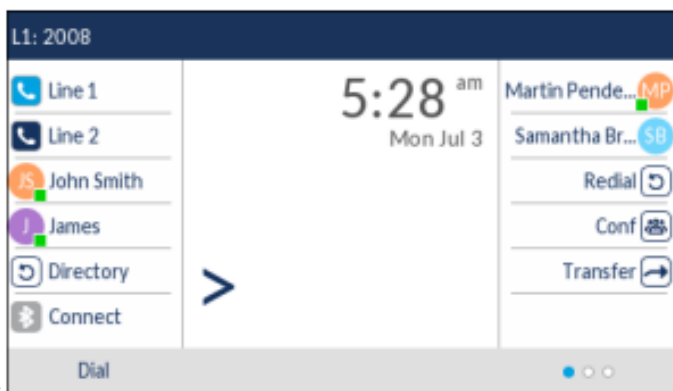 L1: 2008
Line 1
Line 2
JS John Smith
J James
Directory
Connect
>
5:28 am
Mon Jul 3
Martin Pende... MP
Samantha Br... SB
Redial
Conf
Transfer
Dial